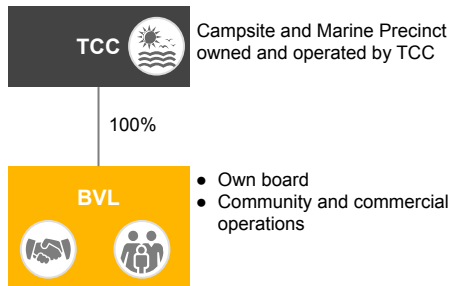 TCC
Campsite and Marine Precinct
owned and operated by TCC
100%
BVL
● Own board
● Community and commercial
operations